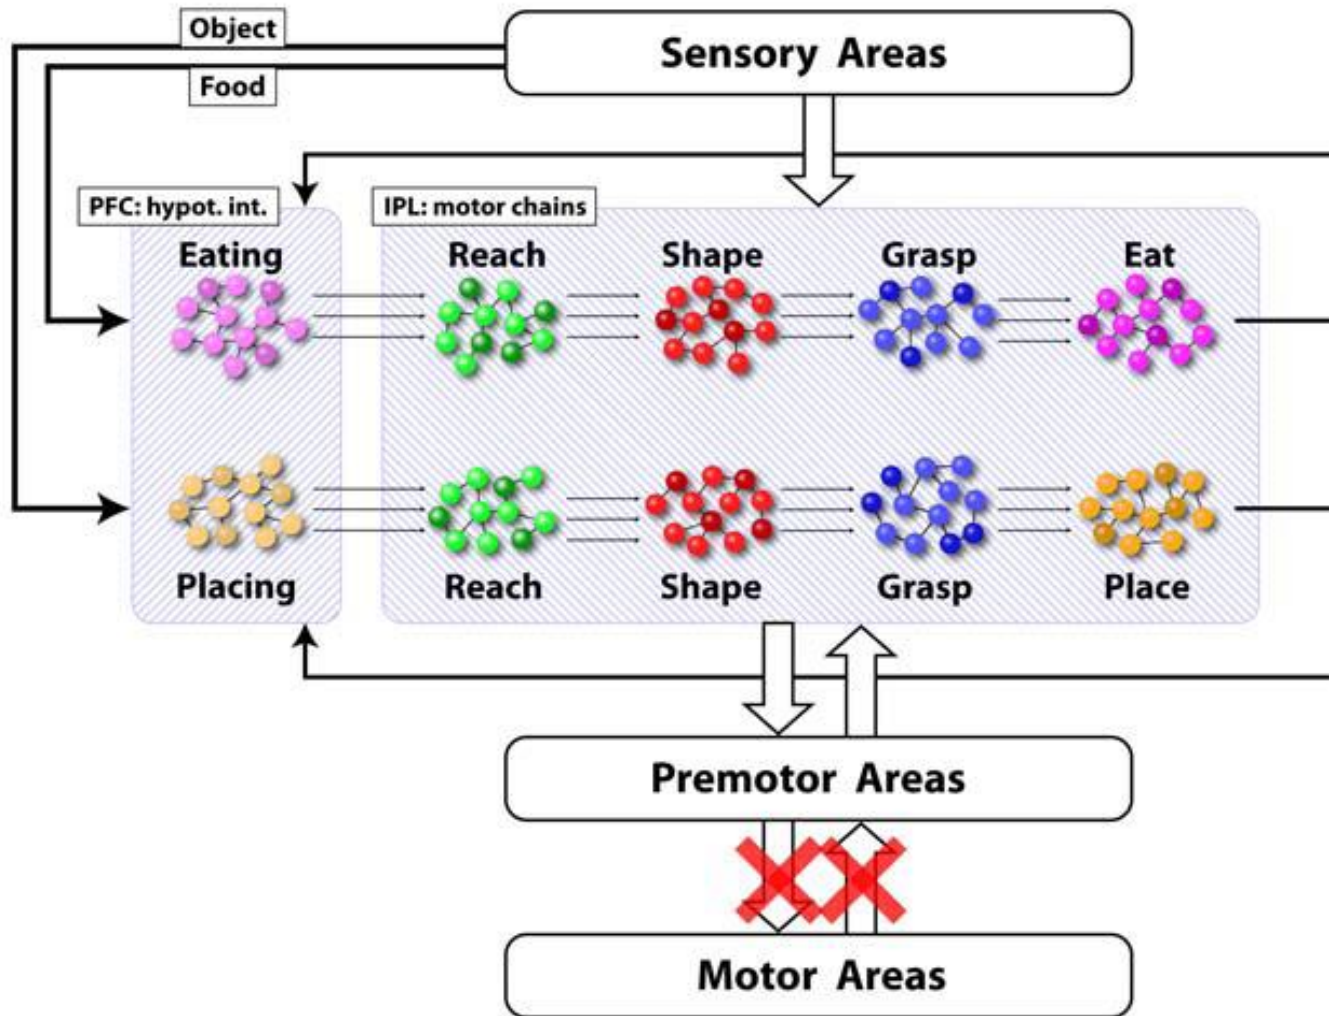 Object
Food
Sensory Areas
PFC: hypot. int.
IPL: motor chains
Eating
Reach
Shape
Grasp
Eat
Placing
Reach
Shape
Grasp
Place
Premotor Areas
Motor Areas